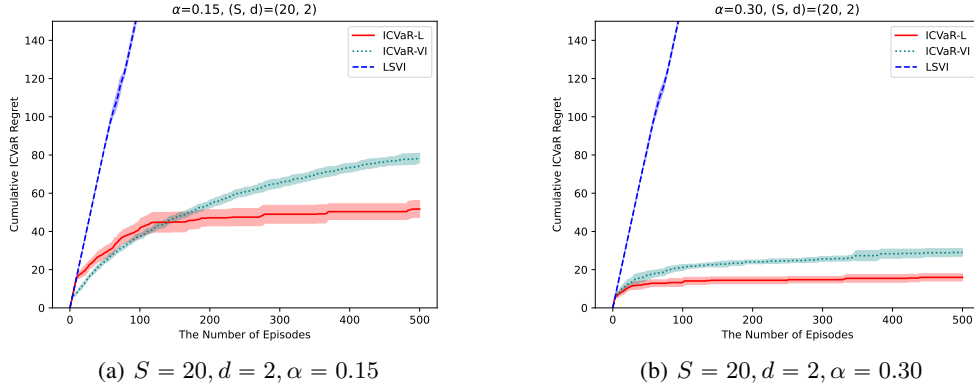 α=0.15, (S, d)=(20, 2)
ICVaR-L
ICVaR-VI
LSVI
Cumulative ICVaR Regret
140
120
100
80
60
40
20
0
0 100 200 300 400 500
The Number of Episodes
(a) S = 20, d = 2, α = 0.15
α=0.30, (S, d)=(20, 2)
ICVaR-L
ICVaR-VI
LSVI
Cumulative ICVaR Regret
140
120
100
80
60
40
20
0
0 100 200 300 400 500
The Number of Episodes
(b) S = 20, d = 2, α = 0.30